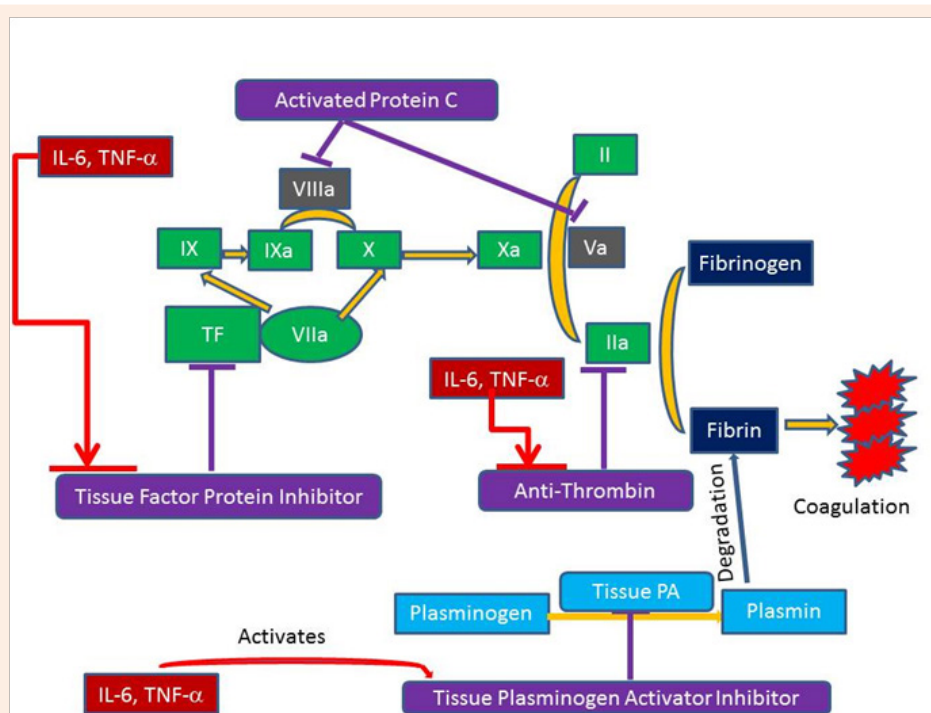 Activated Protein C
IL-6, TNF-α
II
VIIIa
IX
IXa
X
Xa
Va
Fibrinogen
TF
VIIa
IIa
IL-6, TNF-α
Fibrin
Tissue Factor Protein Inhibitor
Anti-Thrombin
Coagulation
Degradation
Tissue PA
Plasminogen
Plasmin
Activates
IL-6, TNF-α
Tissue Plasminogen Activator Inhibitor